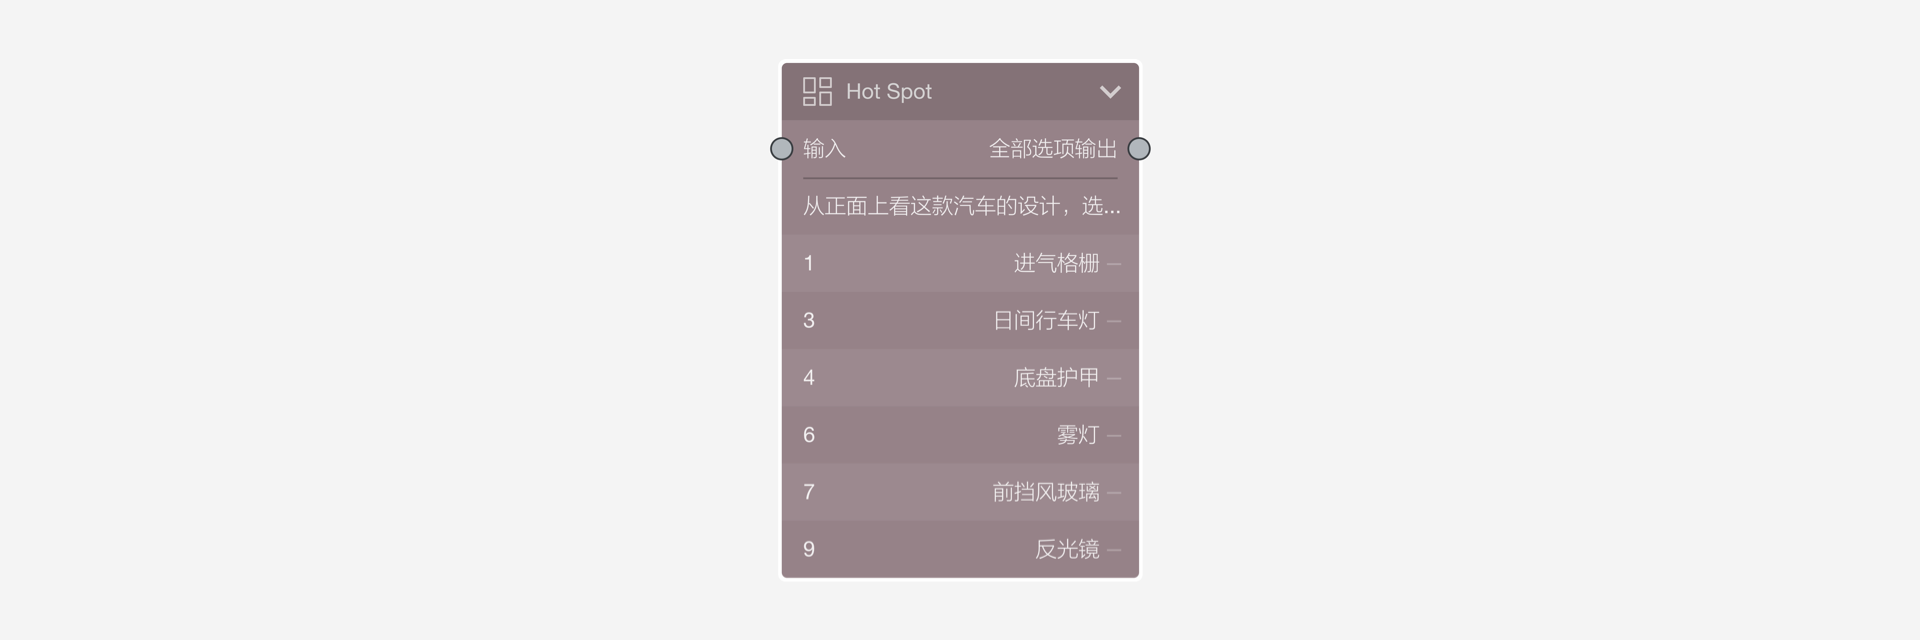 Hot Spot
输入 全部选项输出
从正面上看这款汽车的设计，选...
1 进气格栅
3 日间行车灯
4 底盘护甲
6 雾灯
7 前挡风玻璃
9 反光镜